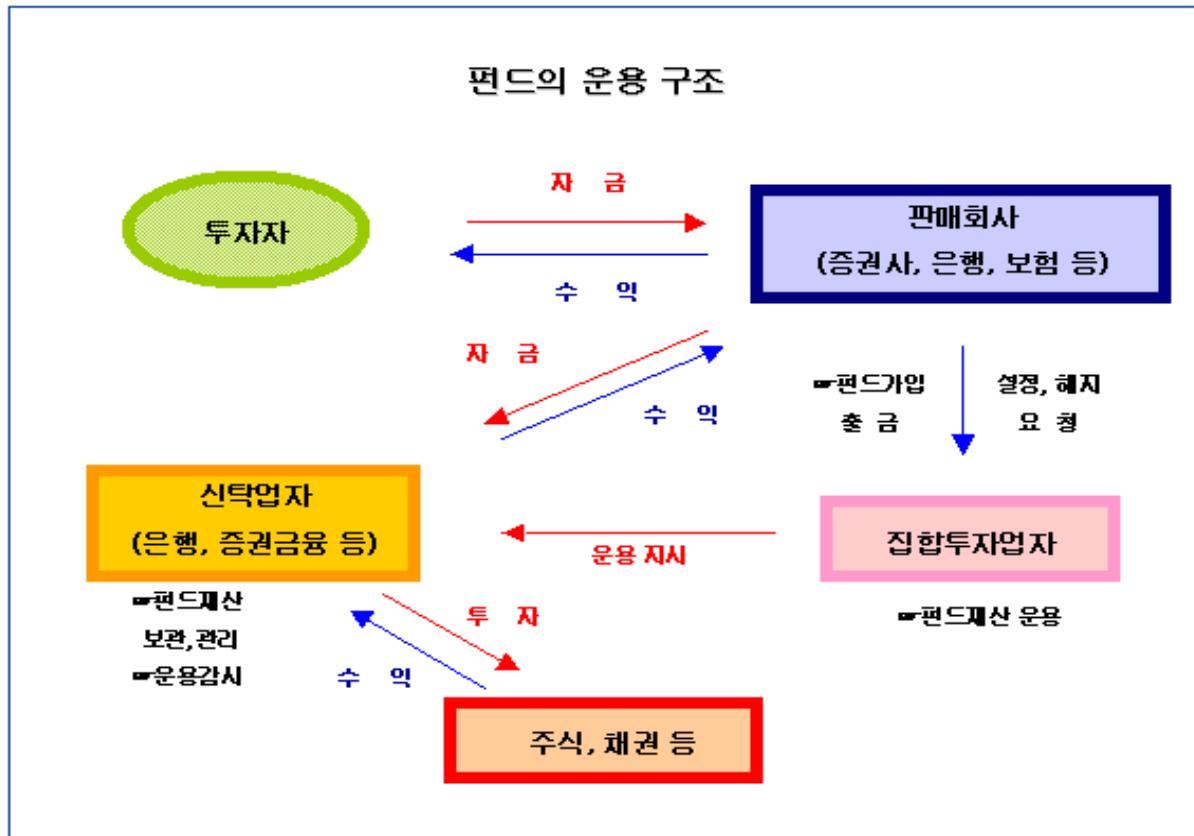 펀드의 운용 구조
자 금
투자자
판매회사
(증권사, 은행, 보험 등)
수 익
자 금
수 익
☞펀드가입
출 금
설정, 해지
요 청
신탁업자
(은행, 증권금융 등)
운용 지시
집합투자업자
☞펀드재산
보관,관리
☞운용감시
투 자
수 익
☞펀드재산 운용
주식, 채권 등